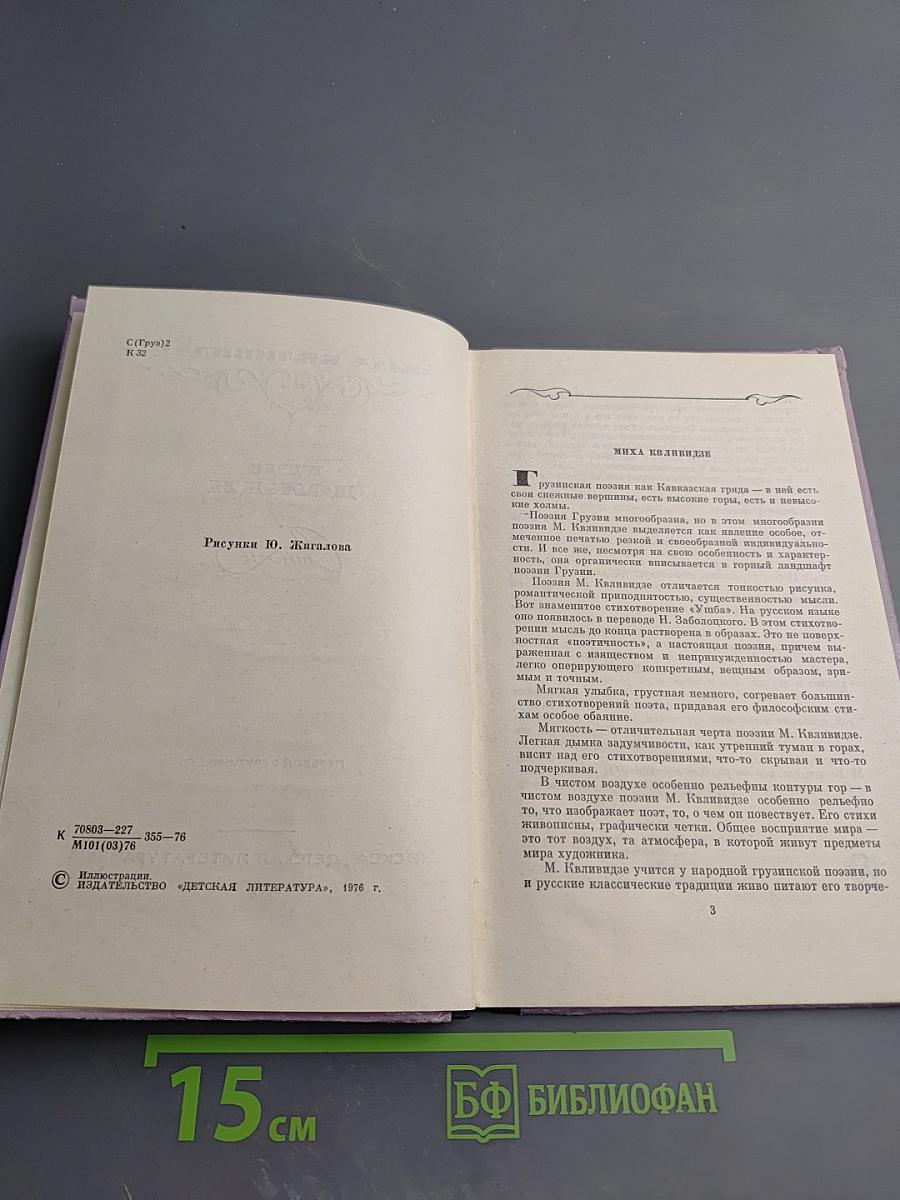 С(Груз)2
К 32
Рисунки Ю. Жигалова
К 70803—227 355—76
М101(03)76
© Иллюстрации.
ИЗДАТЕЛЬСТВО «ДЕТСКАЯ ЛИТЕРАТУРА», 1976 г.
МИХА КВЛИВИДЗЕ
Грузинская поэзия как Кавказская гряда — в ней есть
свои снежные вершины, есть высокие горы, есть и невысо-
кие холмы.
Поэзия Грузии многообразна, но в этом многообразии
поэзия М. Квливидзе выделяется как явление особое, от-
меченное печатью резкой и своеобразной индивидуально-
сти. И все же, несмотря на свою особенность и характер-
ность, она органически вписывается в горный ландшафт
поэзии Грузии.
Поэзия М. Квливидзе отличается тонкостью рисунка,
романтической приподнятостью, существенностью мысли.
Вот знаменитое стихотворение «Ушба». На русском языке
оно появилось в переводе Н. Заболоцкого. В этом стихотво-
рении мысль до конца растворена в образах. Это не поверх-
ностная «поэтичность», а настоящая поэзия, причем вы-
раженная с изяществом и непринужденностью мастера,
легко оперирующего конкретным, вещным образом, зри-
мым и точным.
Мягкая улыбка, грустная немного, согревает большин-
ство стихотворений поэта, придавая его философским сти-
хам особое обаяние.
Мягкость — отличительная черта поэзии М. Квливидзе.
Легкая дымка задумчивости, как утренний туман в горах,
висит над его стихотворениями, что-то скрывая и что-то
подчеркивая.
В чистом воздухе особенно рельефны контуры гор — в
чистом воздухе поэзии М. Квливидзе особенно рельефно
то, что изображает поэт, то, о чем он повествует. Его стихи
живописны, графически четки. Общее восприятие мира —
это тот воздух, та атмосфера, в которой живут предметы
мира художника.
М. Квливидзе учится у народной грузинской поэзии, но
и русские классические традиции живо питают его творче-
3
15 см
БФ БИБЛИОФАН